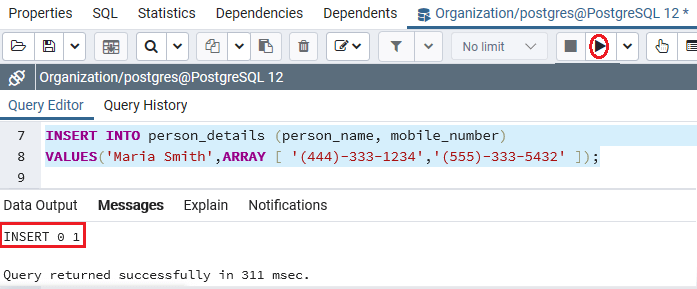 Properties SQL Statistics Dependencies Dependents Organization/postgres@PostgreSQL 12 *
No limit
Organization/postgres@PostgreSQL 12
Query Editor Query History
7 INSERT INTO person_details (person_name, mobile_number)
8 VALUES('Maria Smith',ARRAY [ '(444)-333-1234','(555)-333-5432' ]);
9
Data Output Messages Explain Notifications
INSERT 0 1
Query returned successfully in 311 msec.